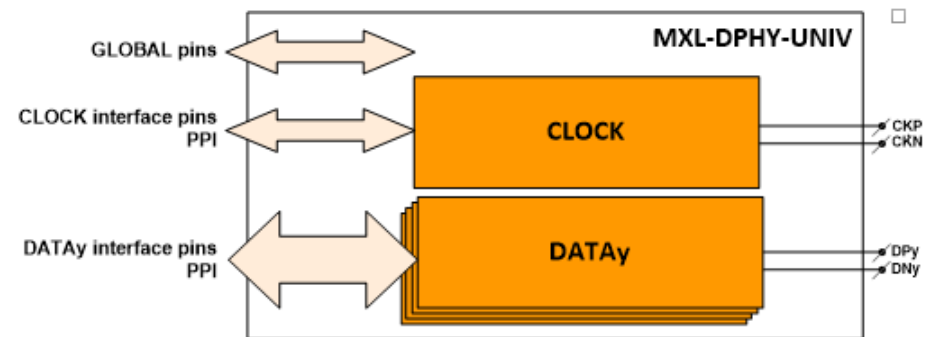 MXL-DPHY-UNIV
GLOBAL pins
CLOCK interface pins
PPI
CLOCK
CKP
CKN
DATAy interface pins
PPI
DATAy
DPy
DNy